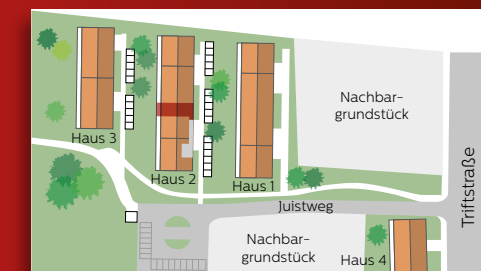 Nachbar-
grundstück
Haus 3
Haus 2
Haus 1
Triftstraße
Juistweg
Nachbar-
grundstück
Haus 4